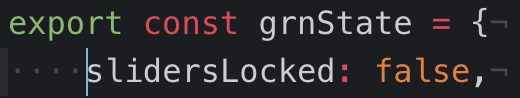 export const grnState = {¬
····slidersLocked: false,¬